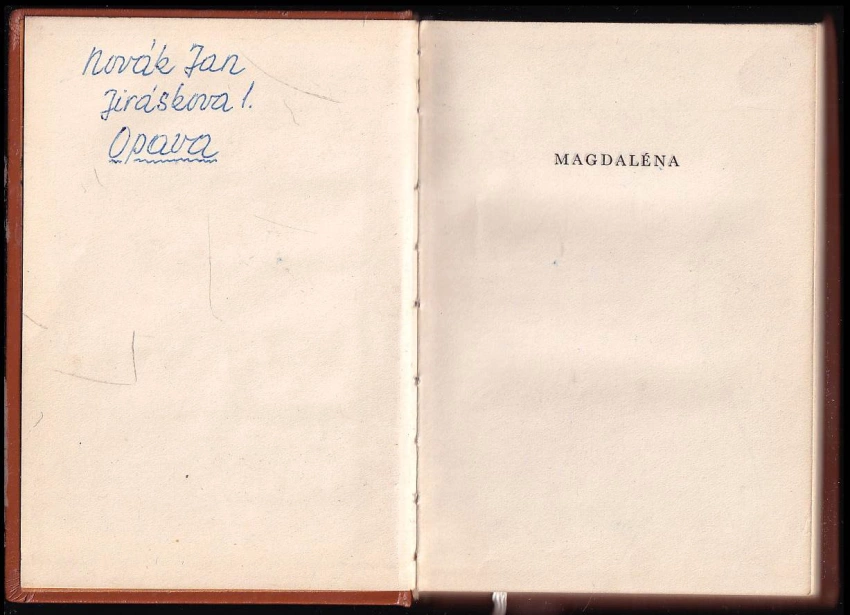 Novák Jan
Jiráskova 1.
Opava
MAGDALÉNA